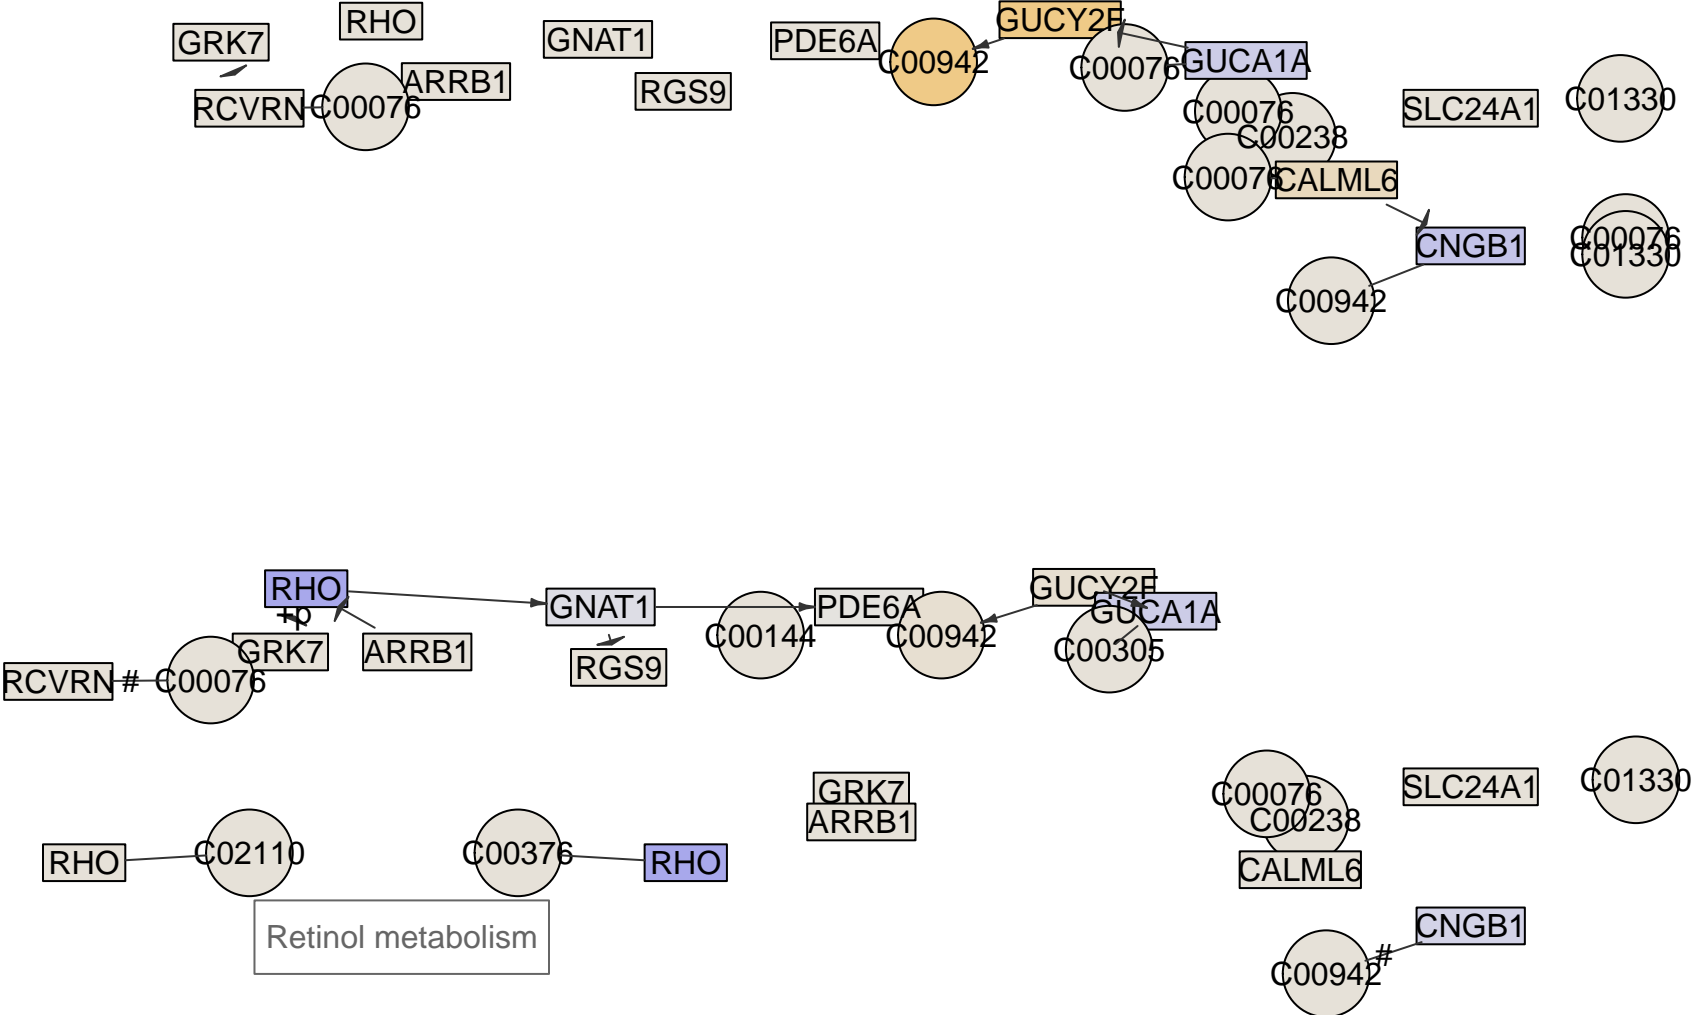 RHO
GUCY2F
GRK7
GNAT1
PDE6A
C00942
C00076
GUCA1A
ARRB1
RGS9
RCVRN
C00076
C00076
SLC24A1
C01330
C00238
C00076
CALML6
CNGB1
C00076
C01330
C00942
RHO
+p
GNAT1
PDE6A
GUCY2F
GUCA1A
C00144
C00942
C00305
GRK7
ARRB1
RGS9
RCVRN
#
C00076
GRK7
ARRB1
C00076
C00238
SLC24A1
C01330
RHO
C02110
C00376
RHO
CALML6
Retinol metabolism
CNGB1
#
C00942